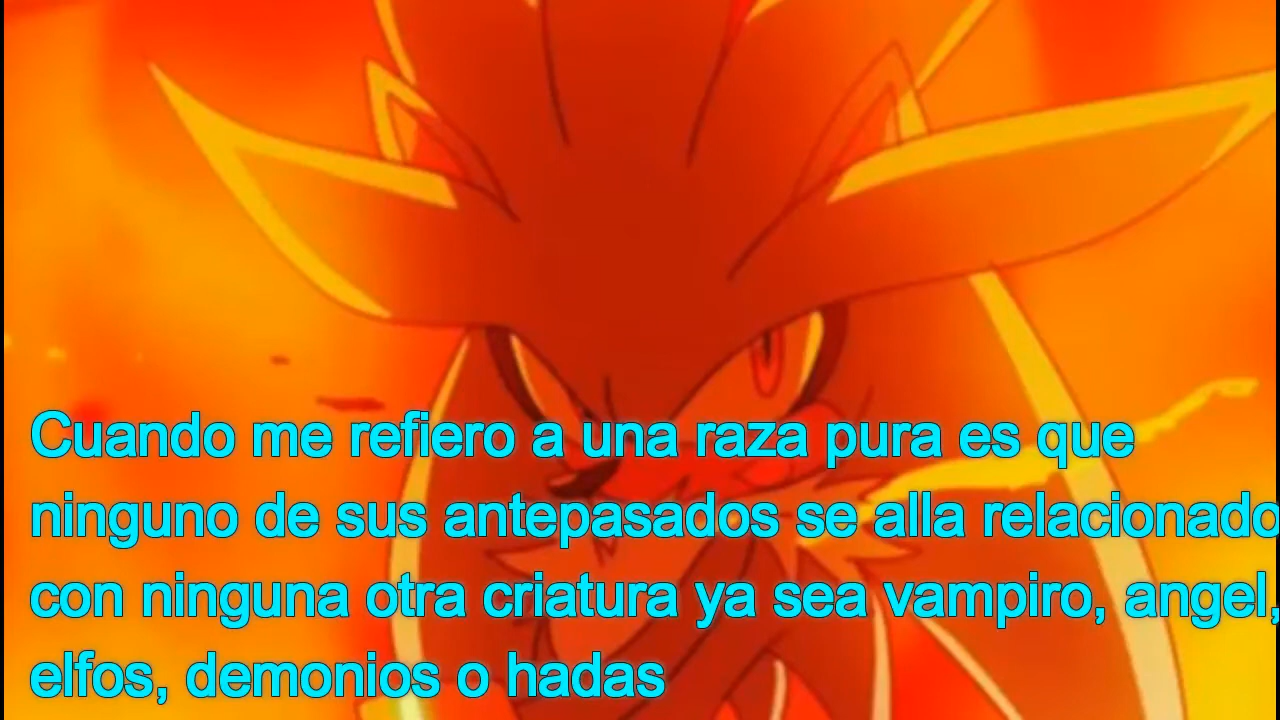 Cuando me refiero a una raza pura es que
ninguno de sus antepasados se alla relacionado
con ninguna otra criatura ya sea vampiro, angel,
elfos, demonios o hadas